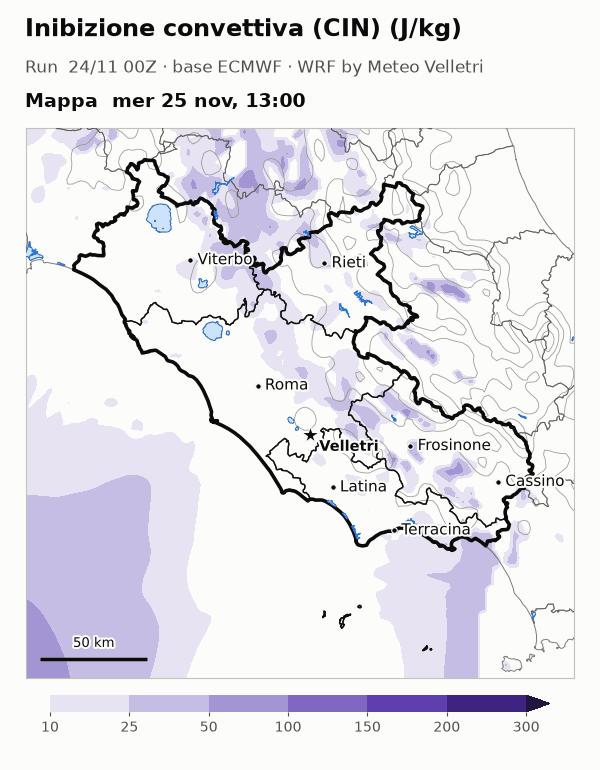 Inibizione convettiva (CIN) (J/kg)
Run  24/11 00Z · base ECMWF · WRF by Meteo Velletri
Mappa  mer 25 nov, 13:00
Viterbo
Rieti
Roma
Velletri
Frosinone
Cassino
Latina
Terracina
50 km
10 25 50 100 150 200 300